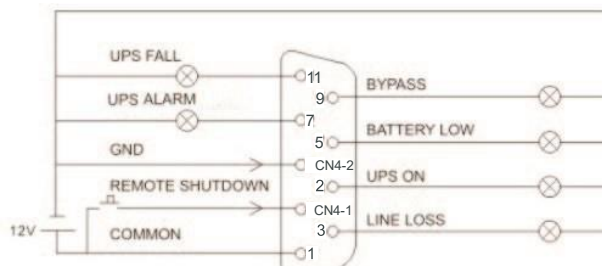 UPS FALL
11
BYPASS
9
UPS ALARM
7
BATTERY LOW
5
GND
CN4-2
UPS ON
2
REMOTE SHUTDOWN
CN4-1
LINE LOSS
3
12V
COMMON
1